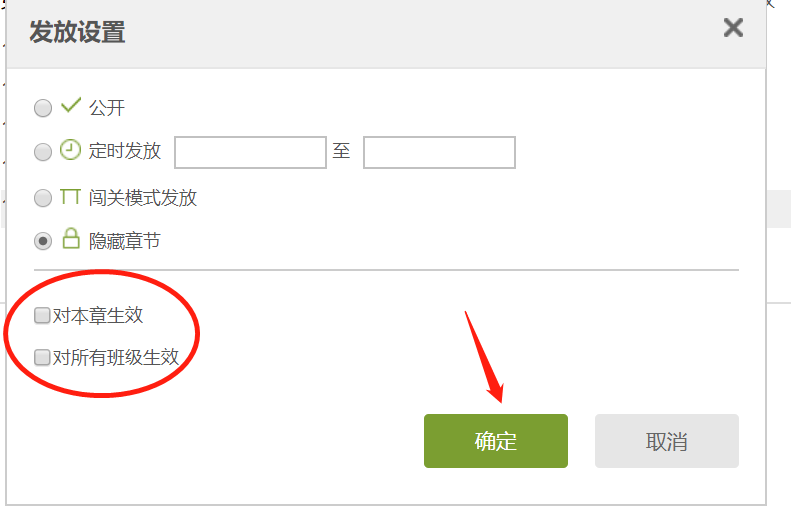 发放设置
公开
定时发放 至
闯关模式发放
隐藏章节
对本章生效
对所有班级生效
确定 取消